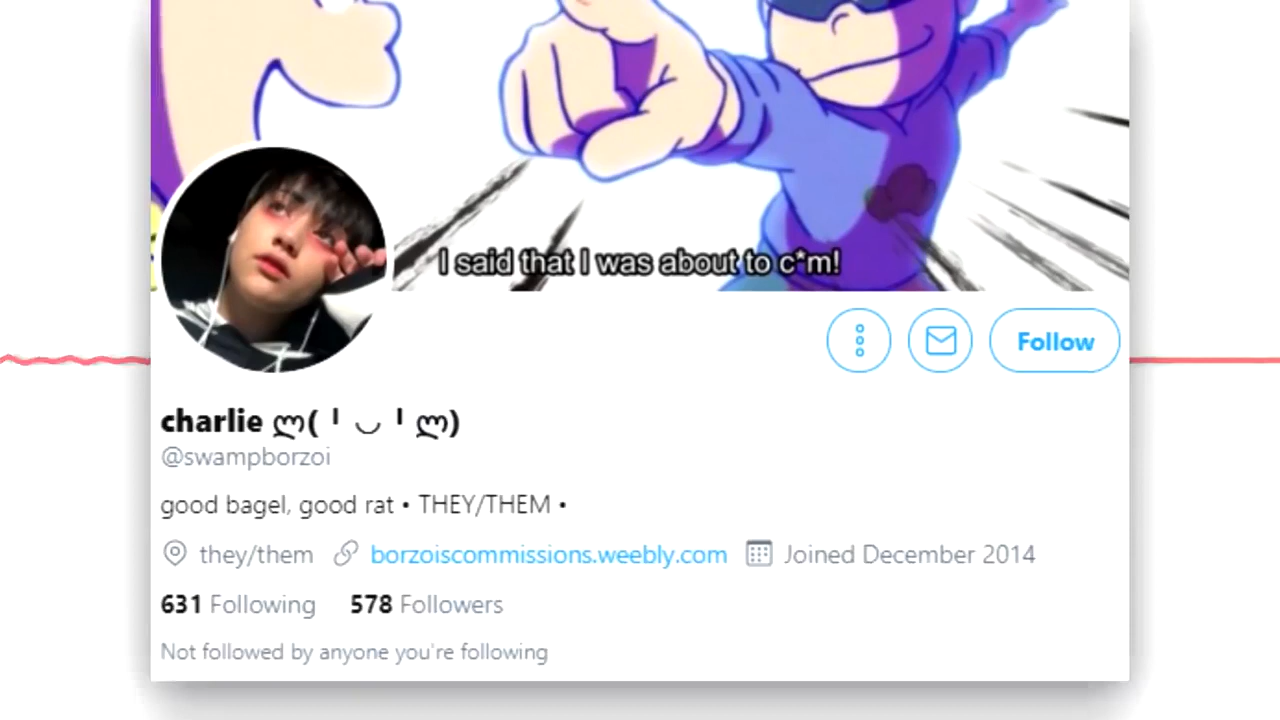 I said that I was about to c*m!
Follow
charlie ლ( ╹ ◡ ╹ ლ)
@swampborzoi
good bagel, good rat • THEY/THEM •
they/them borzoiscommissions.weebly.com Joined December 2014
631 Following 578 Followers
Not followed by anyone you're following